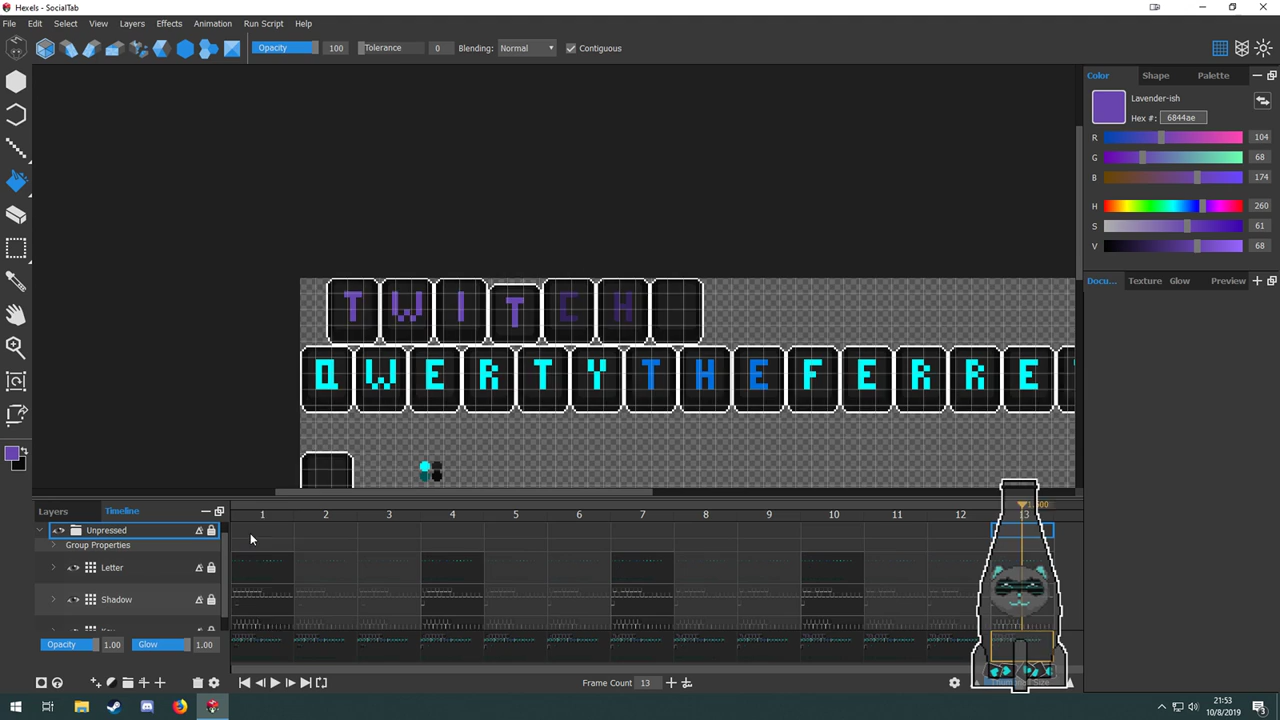 Hexels - SocialTab
File Edit Select View Layers Effects Animation Run Script Help
Opacity 100 Tolerance 0 Blending: Normal Contiguous
Color Shape Palette
Lavender-ish
Hex #: 6844ae
R 104
G 68
B 174
H 260
S 61
V 68
Docu... Texture Glow Preview
TWITCH
QWERTYTHEFERRE
Layers Timeline
1 2 3 4 5 6 7 8 9 10 11 12 13
Unpressed
Group Properties
Letter
Shadow
Opacity 1.00 Glow 1.00
Frame Count 13
21:53
10/8/2019